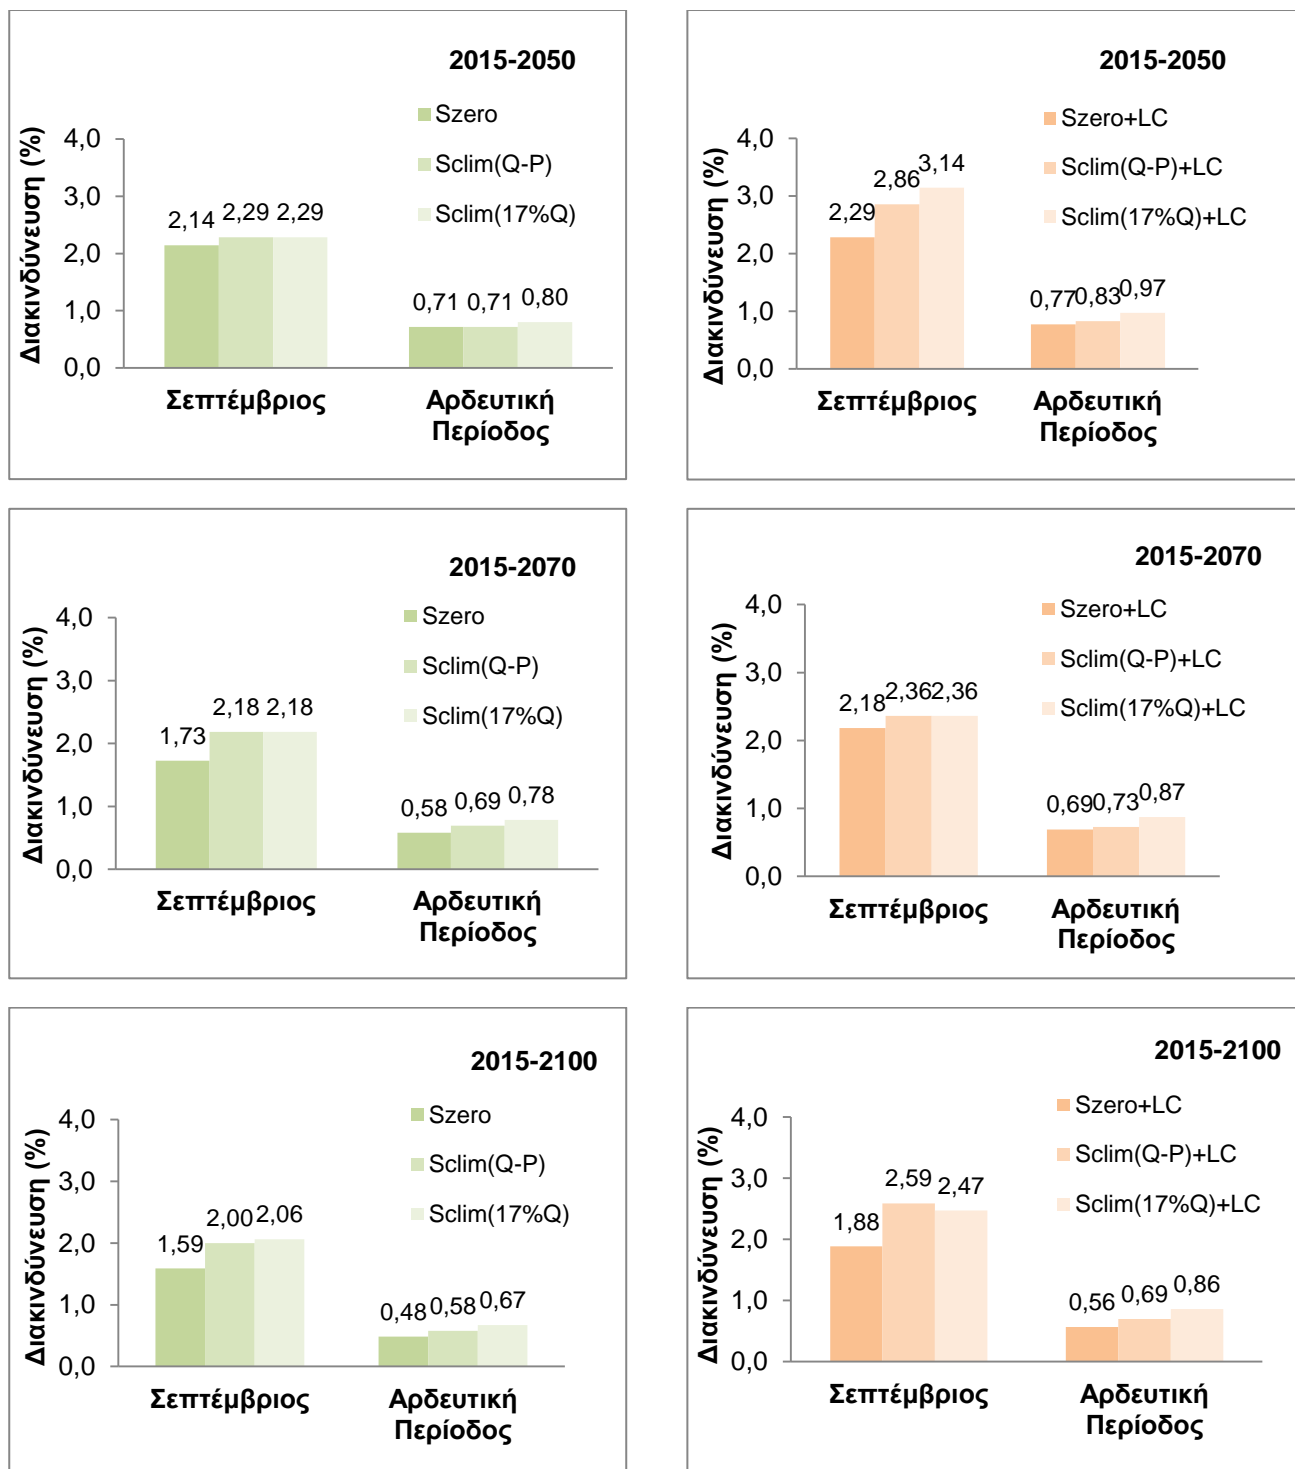 2015-2050
Szero
Sclim(Q-P)
Sclim(17%Q)
Διακινδύνευση (%)
4,0
3,0
2,0
1,0
0,0
2,14
2,29
2,29
0,71
0,71
0,80
Σεπτέμβριος
Αρδευτική
Περίοδος
2015-2050
Szero+LC
Sclim(Q-P)+LC
Sclim(17%Q)+LC
Διακινδύνευση (%)
4,0
3,0
2,0
1,0
0,0
2,29
2,86
3,14
0,77
0,83
0,97
Σεπτέμβριος
Αρδευτική
Περίοδος
2015-2070
Szero
Sclim(Q-P)
Sclim(17%Q)
Διακινδύνευση (%)
4,0
3,0
2,0
1,0
0,0
1,73
2,18
2,18
0,58
0,69
0,78
Σεπτέμβριος
Αρδευτική
Περίοδος
2015-2070
Szero+LC
Sclim(Q-P)+LC
Sclim(17%Q)+LC
Διακινδύνευση (%)
4,0
3,0
2,0
1,0
0,0
2,18
2,36
2,36
0,69
0,73
0,87
Σεπτέμβριος
Αρδευτική
Περίοδος
2015-2100
Szero
Sclim(Q-P)
Sclim(17%Q)
Διακινδύνευση (%)
4,0
3,0
2,0
1,0
0,0
1,59
2,00
2,06
0,48
0,58
0,67
Σεπτέμβριος
Αρδευτική
Περίοδος
2015-2100
Szero+LC
Sclim(Q-P)+LC
Sclim(17%Q)+LC
Διακινδύνευση (%)
4,0
3,0
2,0
1,0
0,0
1,88
2,59
2,47
0,56
0,69
0,86
Σεπτέμβριος
Αρδευτική
Περίοδος